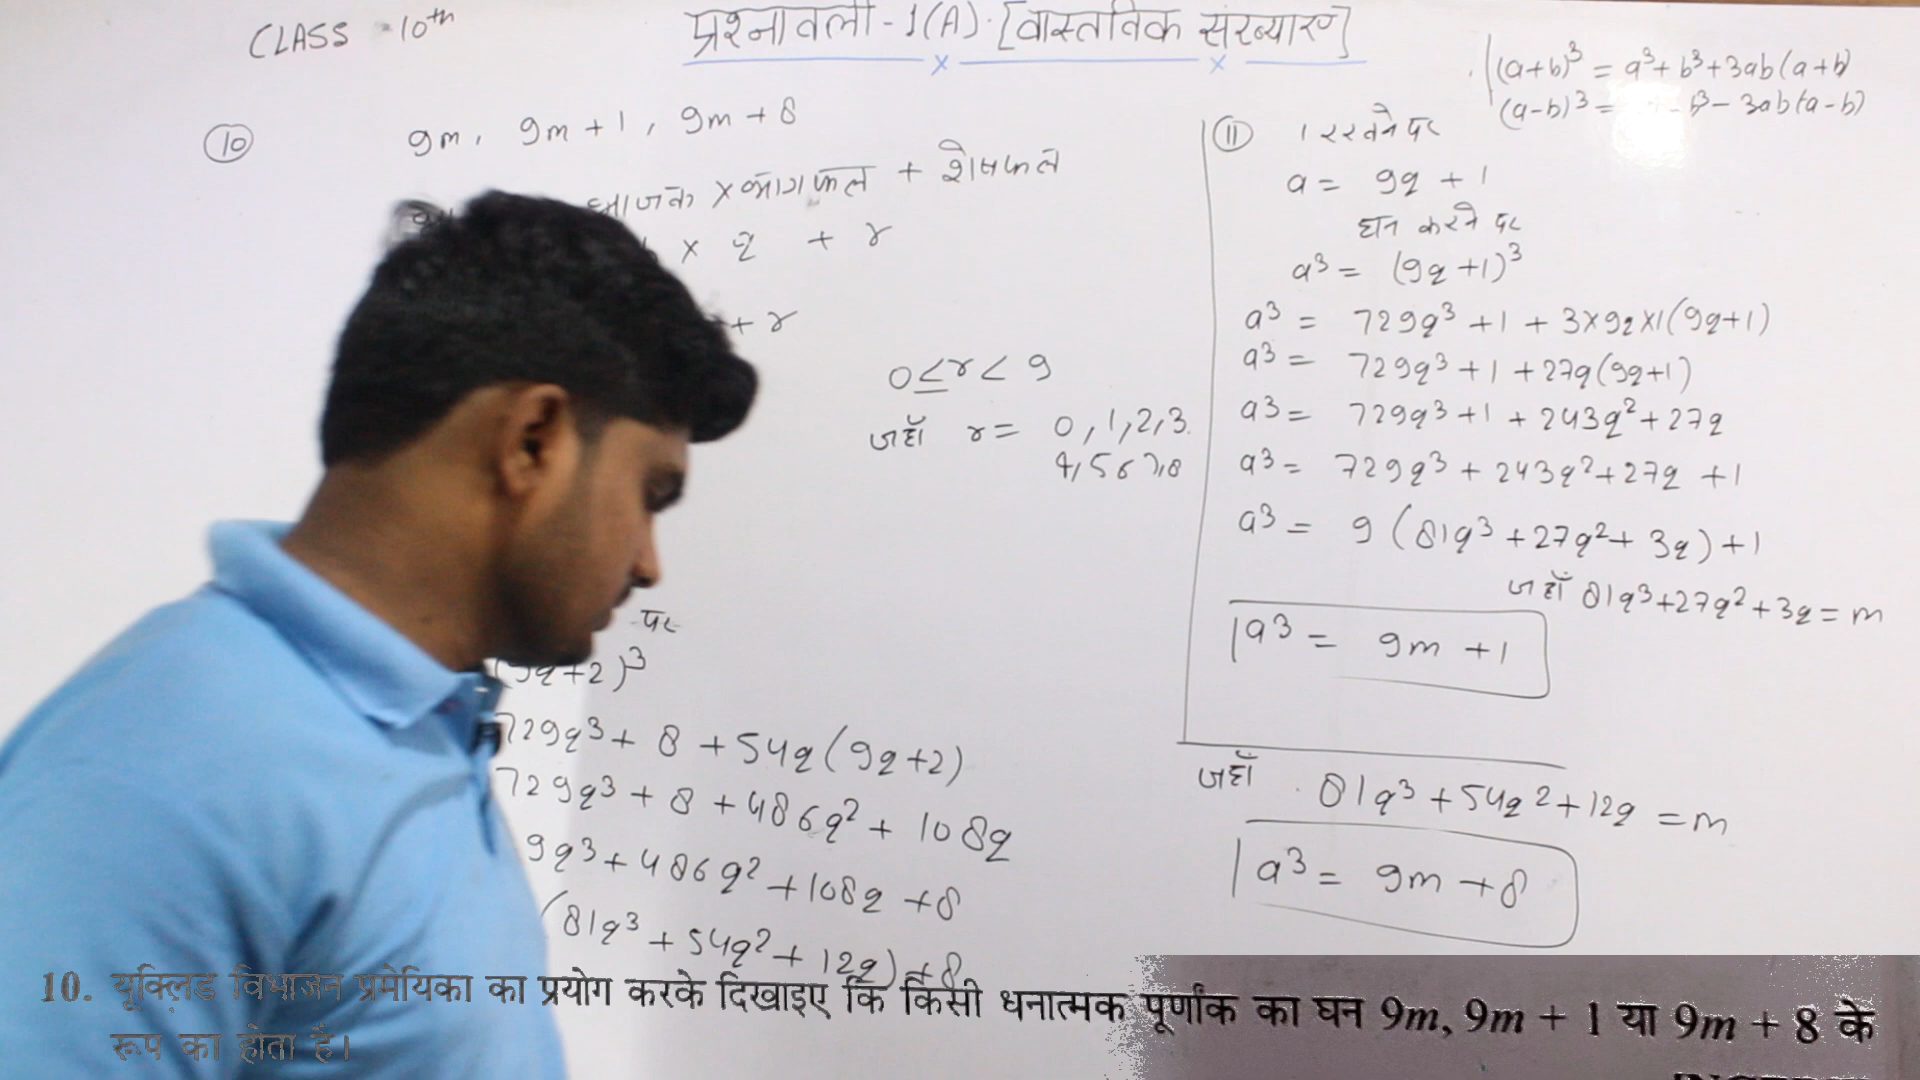 CLASS - 10th
प्रश्नावली - 1(A). [वास्तविक संख्याएं]
(a+b)³ = a³ + b³ + 3ab(a+b)
(a-b)³ = - b³ - 3ab(a-b)
10
9m, 9m + 1, 9m + 8
भाजक × भागफल + शेषफल
× q + r
+ r
0 ≤ r < 9
जहाँ r = 0, 1, 2, 3.
4, 5 6 7, 8
पर
(9q+2)³
729q³ + 8 + 54q(9q+2)
729q³ + 8 + 486q² + 108q
9q³ + 486q² + 108q + 8
(81q³ + 54q² + 12q) + 8
11 1 रखने पर
a = 9q + 1
घन करने पर
a³ = (9q+1)³
a³ = 729q³ + 1 + 3×9q×1(9q+1)
a³ = 729q³ + 1 + 27q(9q+1)
a³ = 729q³ + 1 + 243q² + 27q
a³ = 729q³ + 243q² + 27q + 1
a³ = 9(81q³ + 27q² + 3q) + 1
जहाँ 81q³ + 27q² + 3q = m
a³ = 9m + 1
जहाँ 81q³ + 54q² + 12q = m
a³ = 9m + 8
10. यूक्लिड विभाजन प्रमेयिका का प्रयोग करके दिखाइए कि किसी धनात्मक पूर्णांक का घन 9m, 9m + 1 या 9m + 8 के
रूप का होता है।